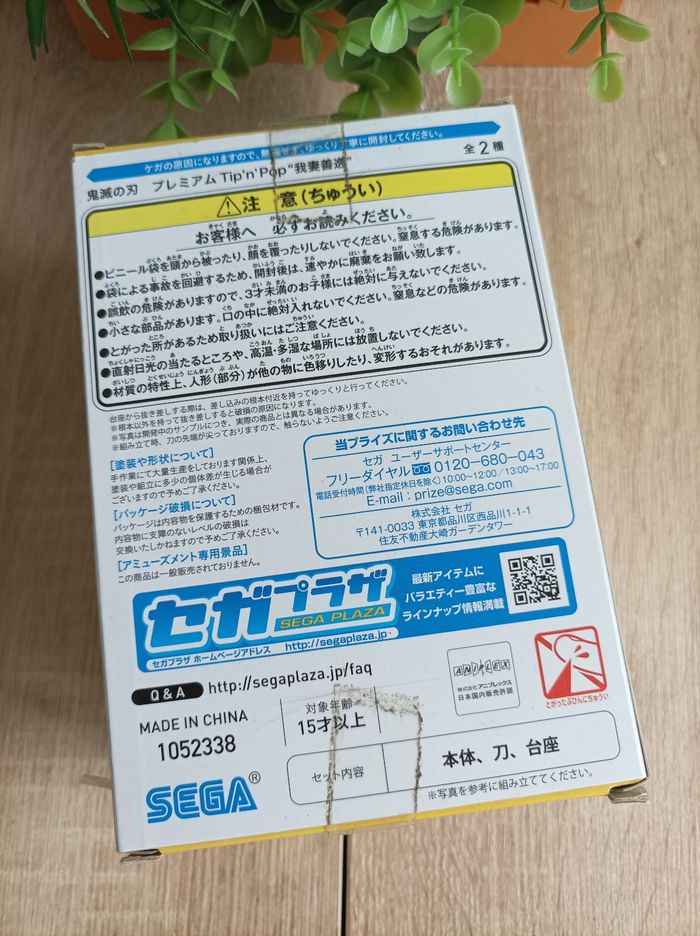 ケガの原因になりますので、無理せず、ゆっくり丁寧に開封してください。
鬼滅の刃 プレミアムTip'n'Pop"我妻善逸" 全2種
⚠注 意(ちゅうい)
お客様へ 必ずお読みください。
●ビニール袋を頭から被ったり、顔を覆ったりしないでください。窒息する危険があります。
●袋による事故を回避するため、開封後は、速やかに廃棄をお願い致します。
●誤飲の危険がありますので、3才未満のお子様には絶対に与えないでください。
●小さな部品があります。口の中に絶対入れないでください。窒息などの危険があります。
●とがった所があるため取り扱いにはご注意ください。
●直射日光の当たるところや、高温・多湿な場所には放置しないでください。
●材質の特性上、人形(部分)が他の物に色移りしたり、変形するおそれがあります。
台座から抜き差しする際は、差し込みの根本付近を持ってゆっくりと行ってください。
※根本以外を持って抜き差しすると破損の原因になります。
※写真は開発中のサンプルにつき、実際の商品とは異なる場合があります。
※組み立て時、刀の先端が尖っておりますので、触らないようご注意ください。
[塗装や形状について]
手作業にて大量生産をしております関係上、
塗装や組立に多少の個体差が生じる場合が
ございますので予めご了承ください。
[パッケージ破損について]
パッケージは内容物を保護するための梱包材です。
内容物に支障のないレベルの破損は
交換いたしかねますので予めご了承ください。
[アミューズメント専用景品]
この商品は一般販売されておりません。
当プライズに関するお問い合わせ先
セガ ユーザーサポートセンター
フリーダイヤル 0120-680-043
電話受付時間(弊社指定休日を除く)10:00~12:00/13:00~17:00
E-mail : prize@sega.com
株式会社 セガ
〒141-0033 東京都品川区西品川1-1-1
住友不動産大崎ガーデンタワー
セガプラザ
SEGA PLAZA
セガプラザ ホームページアドレス http://segaplaza.jp
最新アイテムに
バラエティー豊富な
ラインナップ情報満載
Q & A http://segaplaza.jp/faq
ANIPLEX
株式会社 アニプレックス
日本国内販売許諾
とがったぶひんにちゅうい
MADE IN CHINA
1052338
対象年齢
15才以上
SEGA®
セット内容 本体、刀、台座
※写真を参考に組み立ててください。